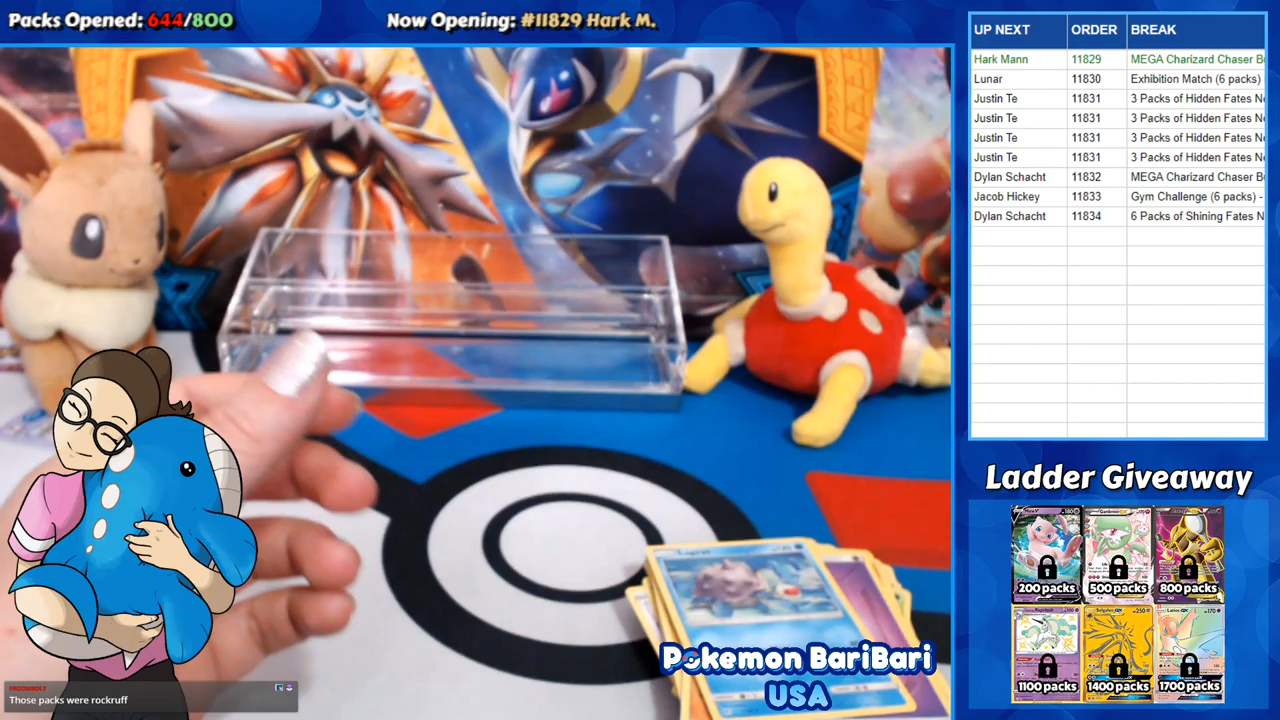 Packs Opened: 644/800
Now Opening: #11829 Hark M.
UP NEXT ORDER BREAK
Hark Mann 11829 MEGA Charizard Chaser B
Lunar 11830 Exhibition Match (6 packs)
Justin Te 11831 3 Packs of Hidden Fates N
Justin Te 11831 3 Packs of Hidden Fates N
Justin Te 11831 3 Packs of Hidden Fates N
Justin Te 11831 3 Packs of Hidden Fates N
Dylan Schacht 11832 MEGA Charizard Chaser B
Jacob Hickey 11833 Gym Challenge (6 packs) -
Dylan Schacht 11834 6 Packs of Shining Fates N
Ladder Giveaway
200 packs
500 packs
800 packs
1100 packs
1400 packs
1700 packs
Pokemon BariBari
USA
Those packs were rockruff